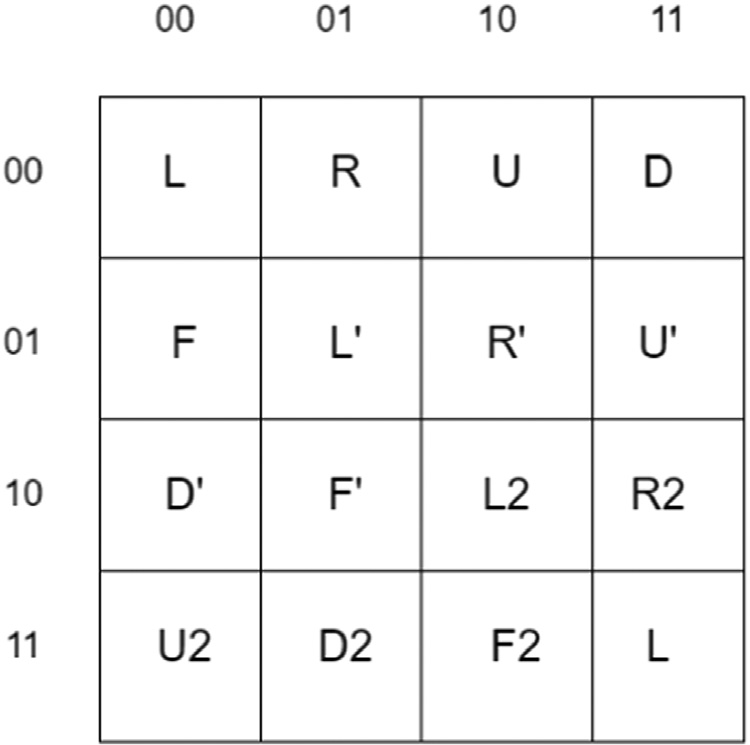 00 01 10 11
00 L R U D
01 F L' R' U'
10 D' F' L2 R2
11 U2 D2 F2 L